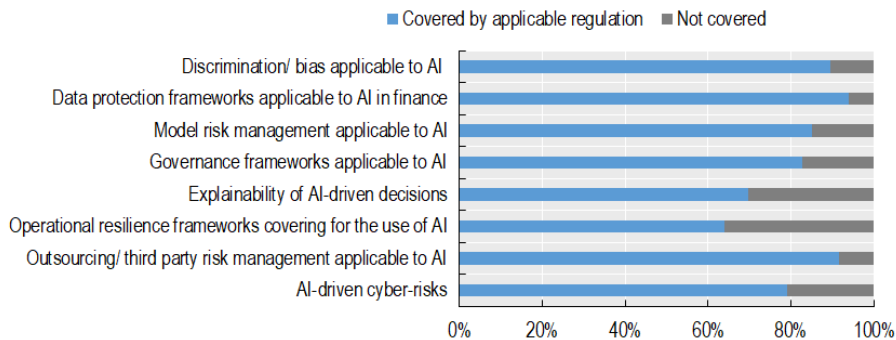 Covered by applicable regulation Not covered
Discrimination/ bias applicable to AI
Data protection frameworks applicable to AI in finance
Model risk management applicable to AI
Governance frameworks applicable to AI
Explainability of AI-driven decisions
Operational resilience frameworks covering for the use of AI
Outsourcing/ third party risk management applicable to AI
AI-driven cyber-risks
0% 20% 40% 60% 80% 100%